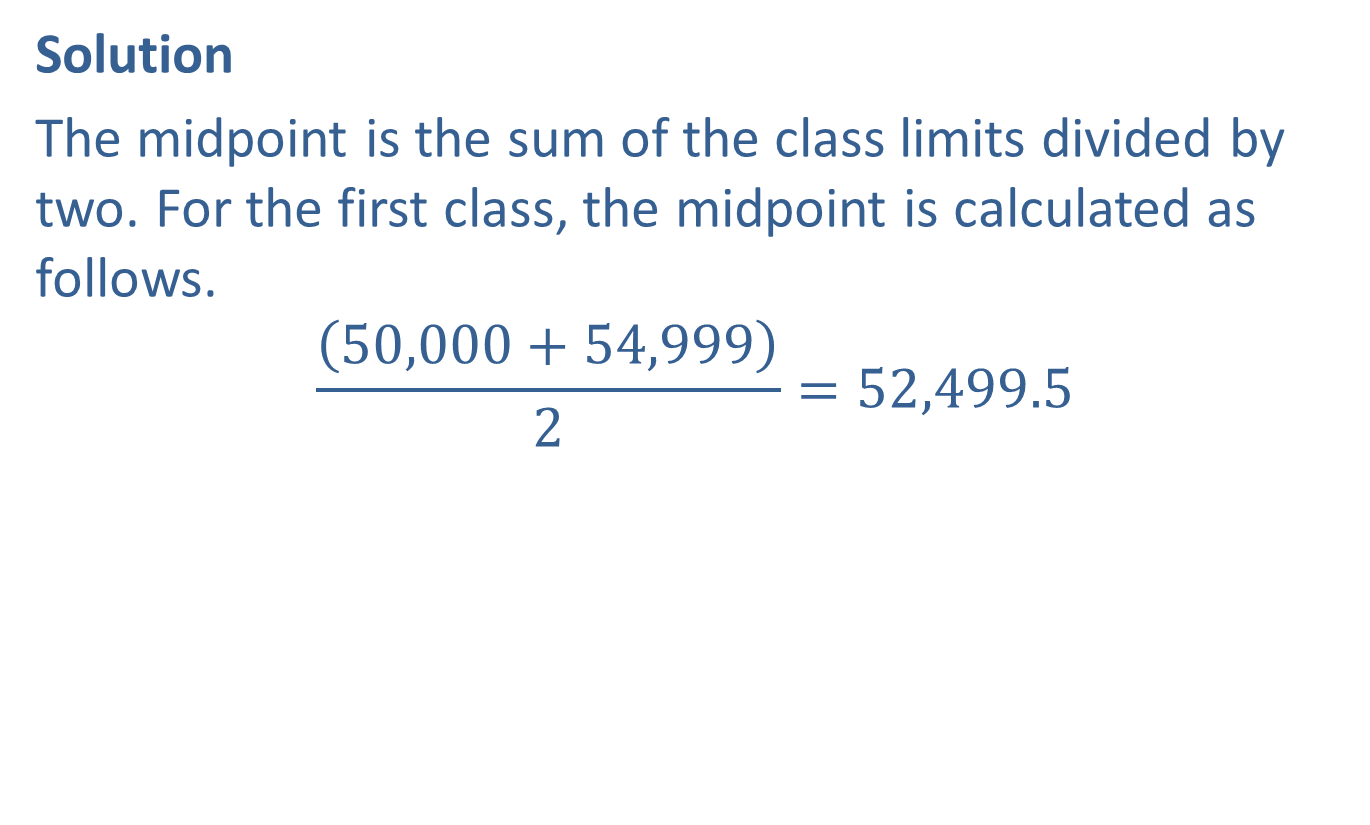 Solution
The midpoint is the sum of the class limits divided by
two. For the first class, the midpoint is calculated as
follows.
(50,000 + 54,999)
2
= 52,499.5